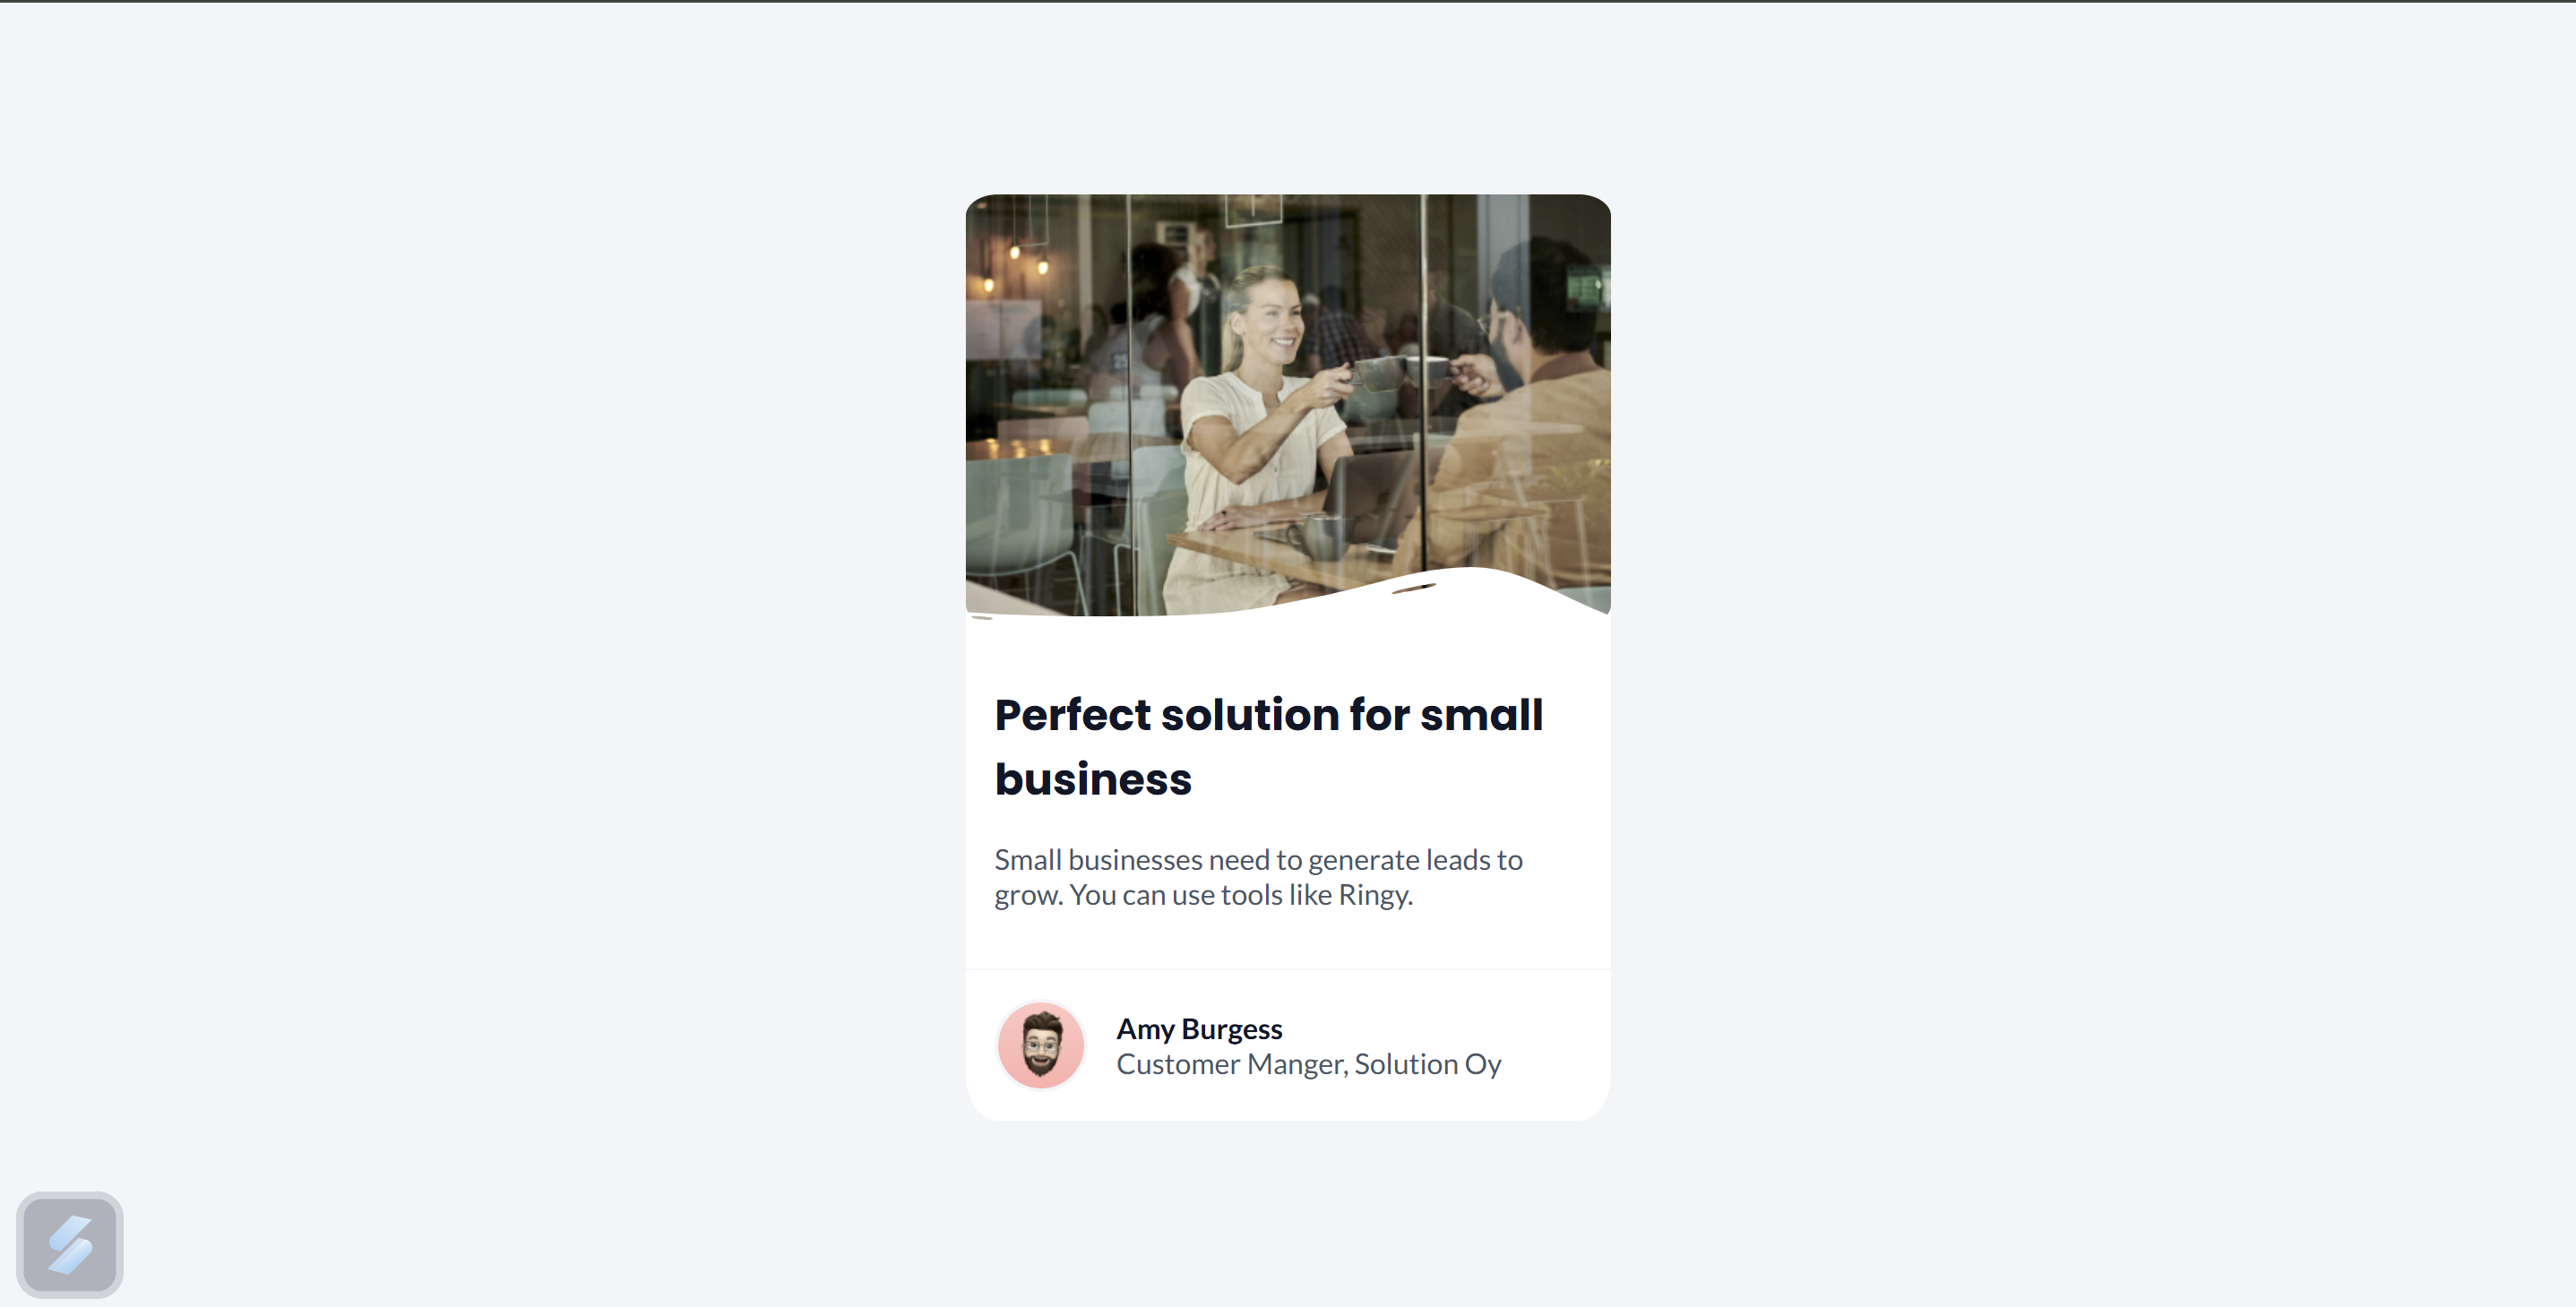 Perfect solution for small
business
Small businesses need to generate leads to
grow. You can use tools like Ringy.
Amy Burgess
Customer Manger, Solution Oy